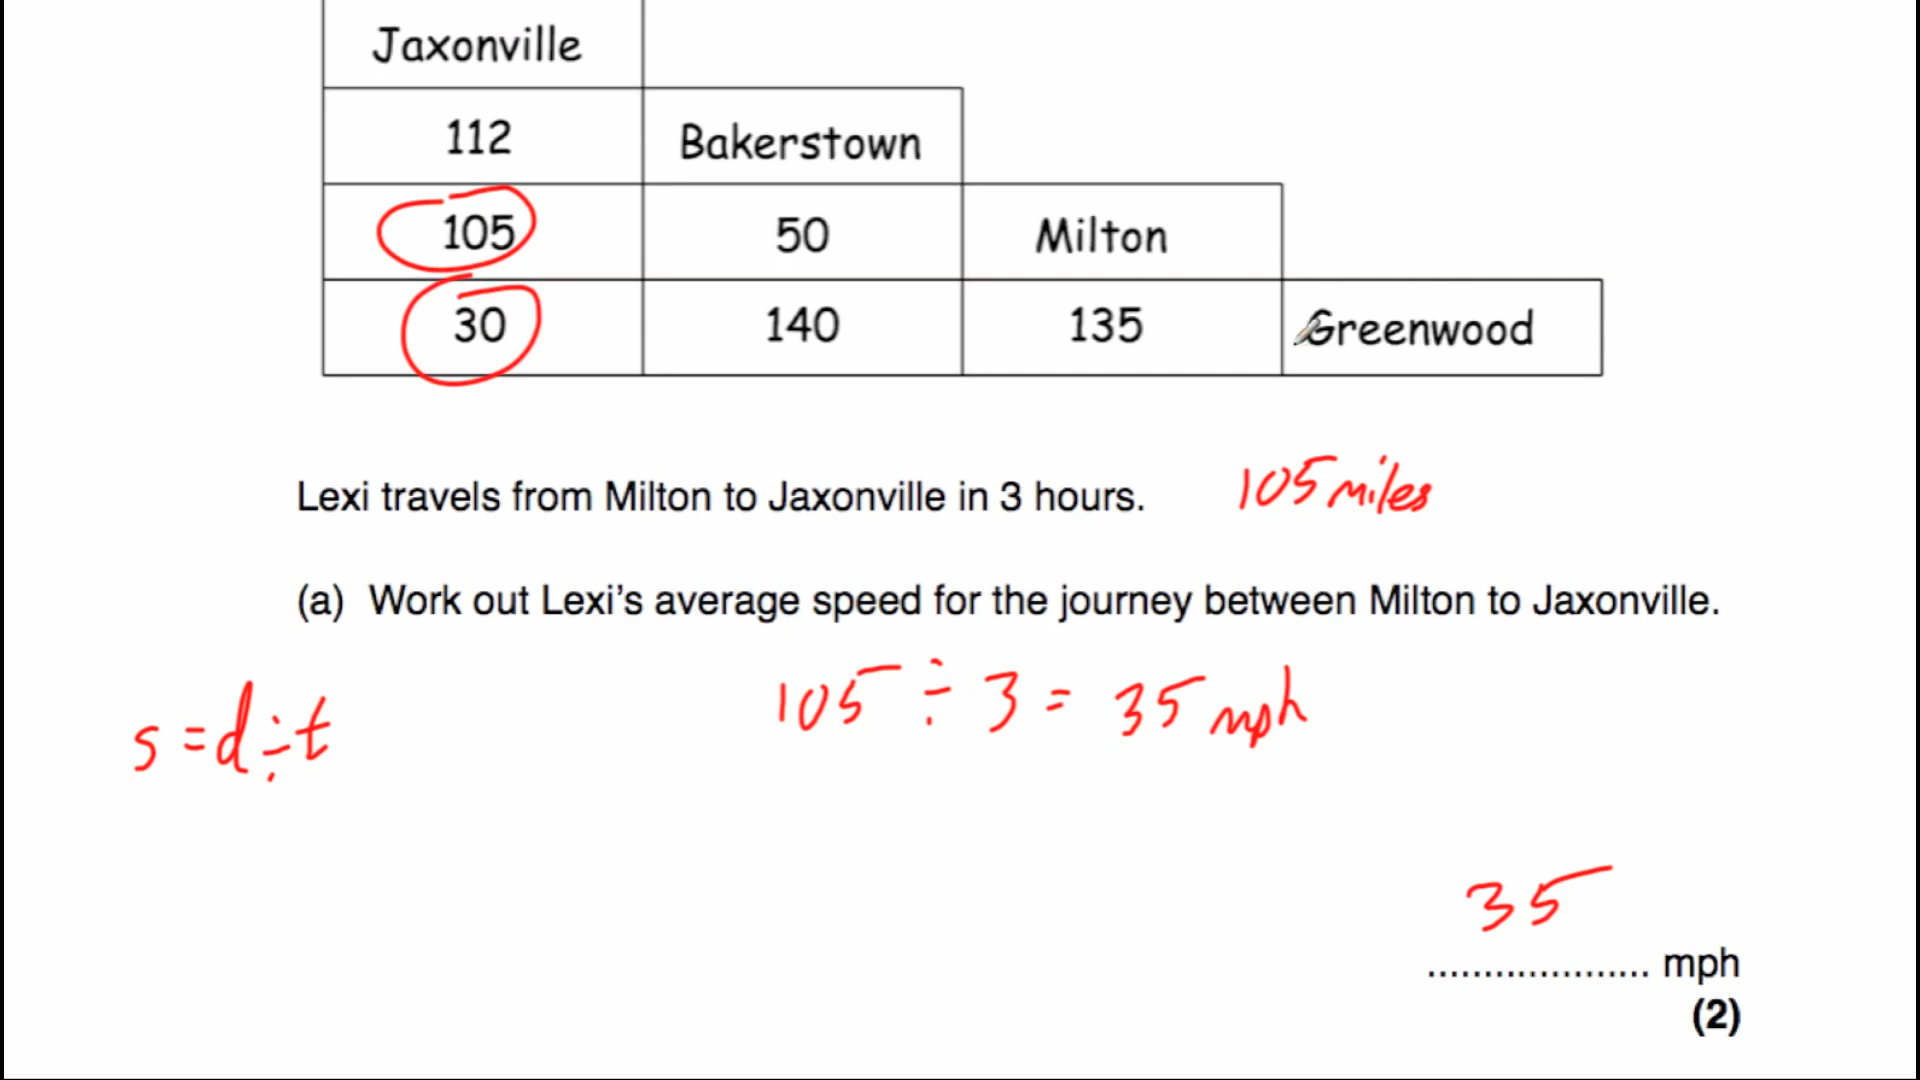 Jaxonville
112 Bakerstown
105 50 Milton
30 140 135 Greenwood
Lexi travels from Milton to Jaxonville in 3 hours. 105 miles
(a) Work out Lexi's average speed for the journey between Milton to Jaxonville.
s = d ÷ t 105 ÷ 3 = 35 mph
35
.................... mph
(2)